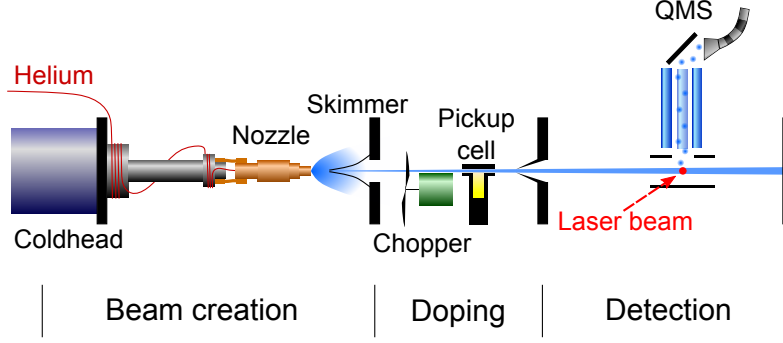 QMS
Helium
Skimmer
Nozzle
Pickup
cell
Laser beam
Coldhead
Chopper
Beam creation
Doping
Detection